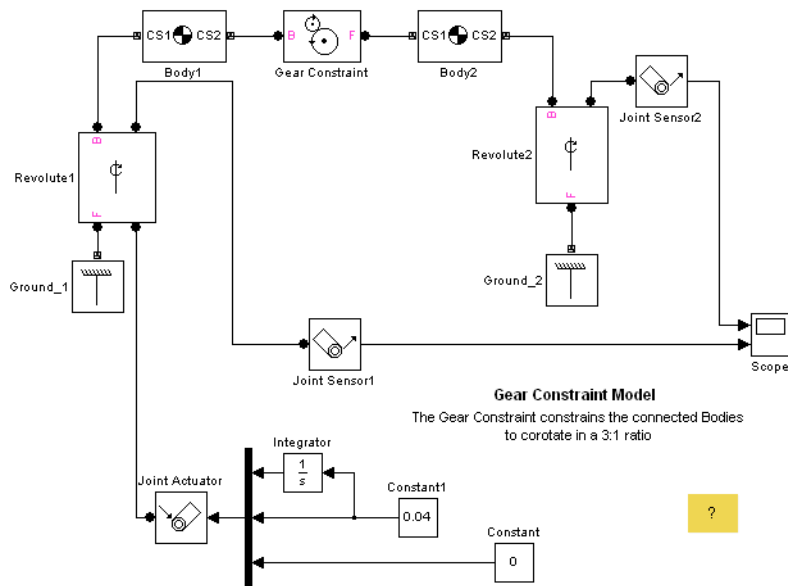 CS1 CS2
Body1
B F
Gear Constraint
CS1 CS2
Body2
Joint Sensor2
B
F
Revolute1
B
F
Revolute2
Ground_1
Ground_2
Joint Sensor1
Scope
Gear Constraint Model
The Gear Constraint constrains the connected Bodies
to corotate in a 3:1 ratio
Integrator
1
s
Joint Actuator
Constant1
0.04
Constant
0
?